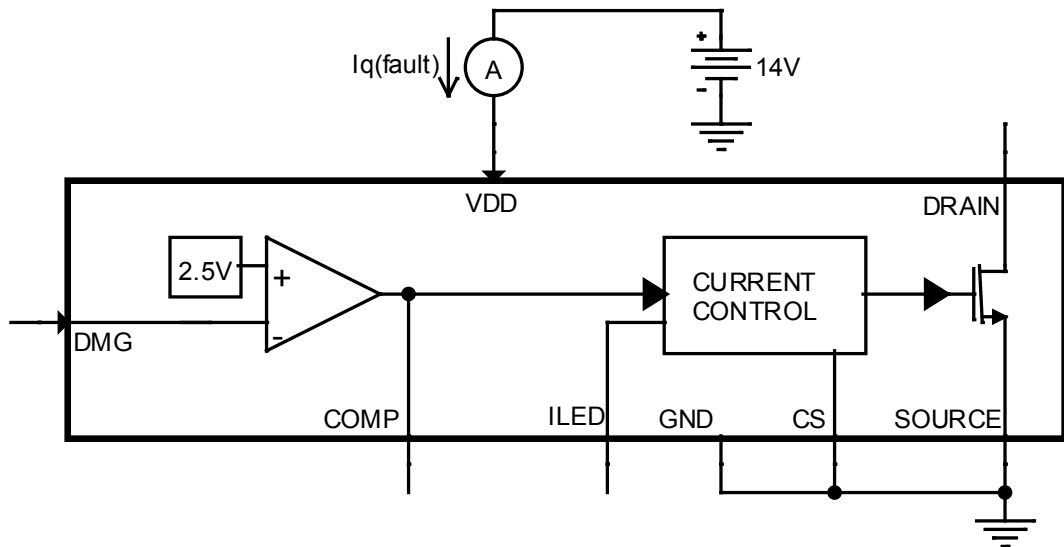 +
Iq(fault)
A
14V
-
VDD
DRAIN
2.5V
+
CURRENT
CONTROL
-
DMG
COMP
ILED
GND
CS
SOURCE